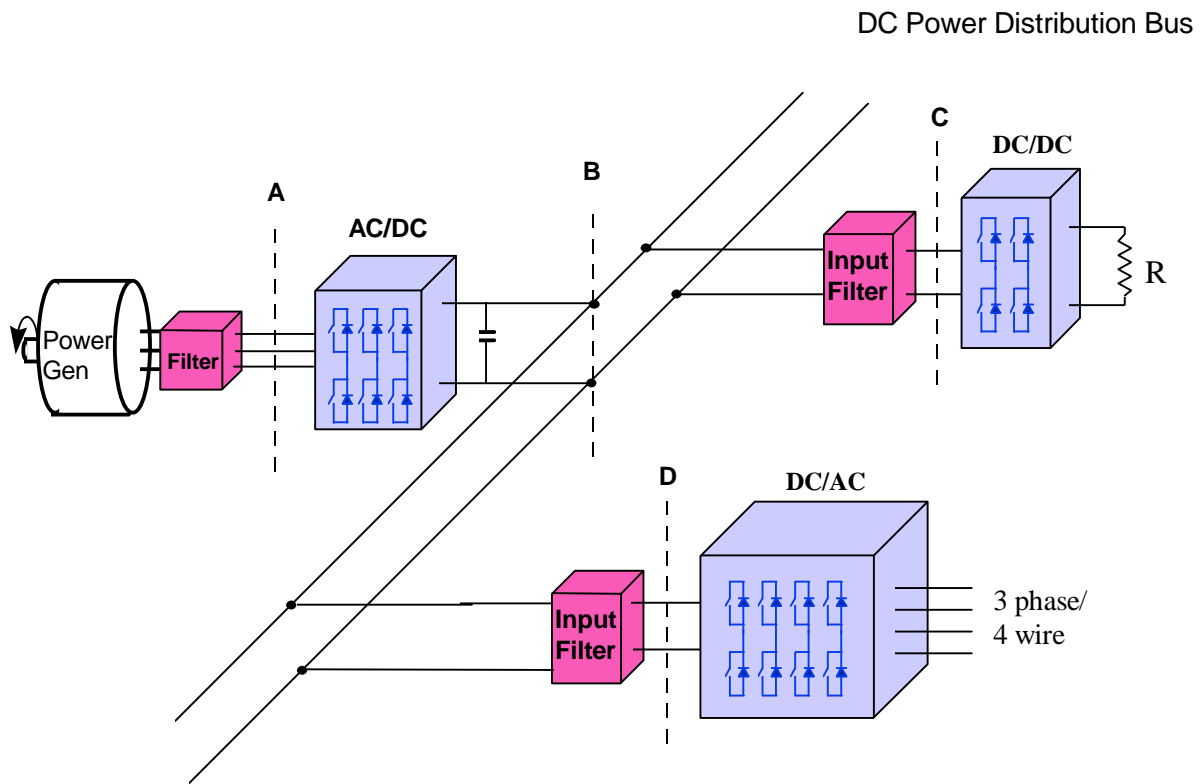 DC Power Distribution Bus
C
DC/DC
B
A
AC/DC
Input
Filter
R
Power
Gen
Filter
D
DC/AC
Input
Filter
3 phase/
4 wire